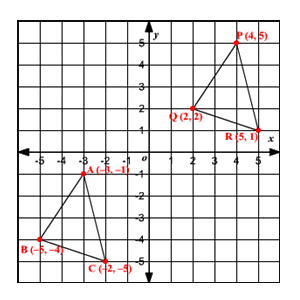 y
P (4, 5)
5
4
3
2
Q (2, 2)
1
R (5, 1)
x
-5 -4 -3 -2 -1 o 1 2 3 4 5
-1
A (−3, −1)
-2
-3
-4
B (−5, −4)
-5
C (−2, −5)